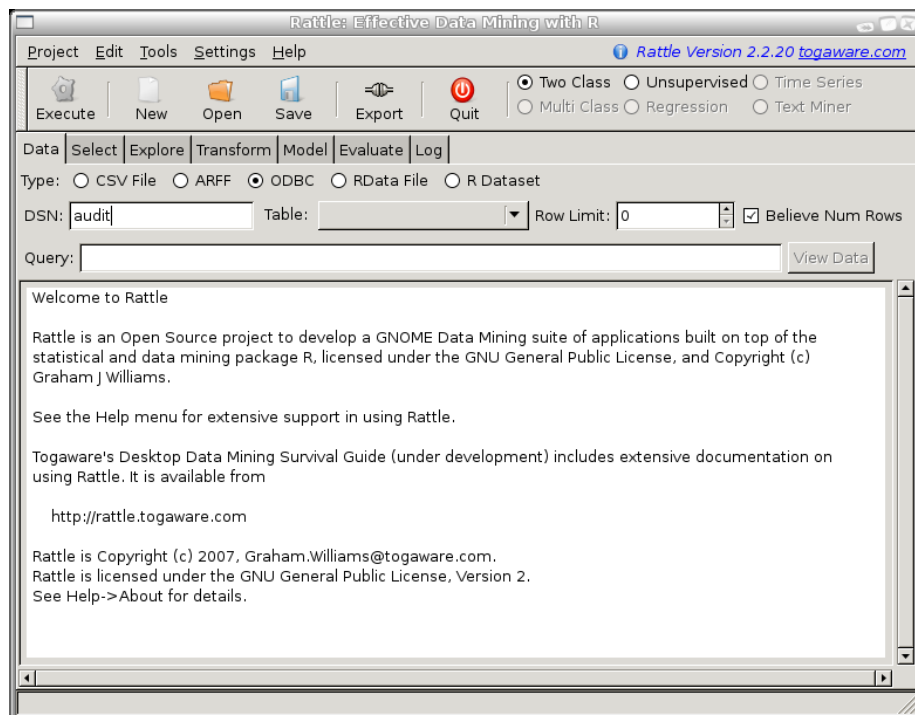 Rattle: Effective Data Mining with R
Project Edit Tools Settings Help Rattle Version 2.2.20 togaware.com
Execute New Open Save Export Quit
Two Class Unsupervised Time Series
Multi Class Regression Text Miner
Data Select Explore Transform Model Evaluate Log
Type: CSV File ARFF ODBC RData File R Dataset
DSN: audit Table: Row Limit: 0 Believe Num Rows
Query: View Data
Welcome to Rattle
Rattle is an Open Source project to develop a GNOME Data Mining suite of applications built on top of the
statistical and data mining package R, licensed under the GNU General Public License, and Copyright (c)
Graham J Williams.
See the Help menu for extensive support in using Rattle.
Togaware's Desktop Data Mining Survival Guide (under development) includes extensive documentation on
using Rattle. It is available from
http://rattle.togaware.com
Rattle is Copyright (c) 2007, Graham.Williams@togaware.com.
Rattle is licensed under the GNU General Public License, Version 2.
See Help->About for details.